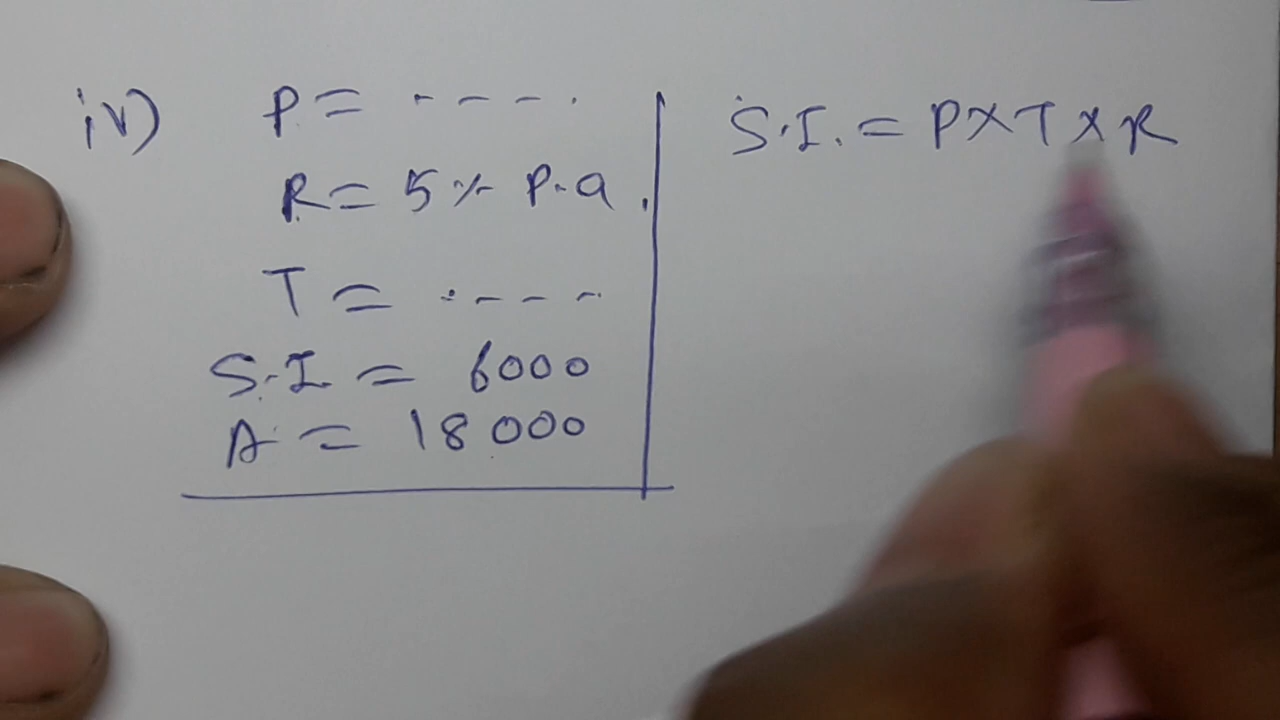 iv) P = - - - -
R = 5 % P.a.
T = - - - -
S.I. = 6000
A = 18000
S.I. = P×T×R